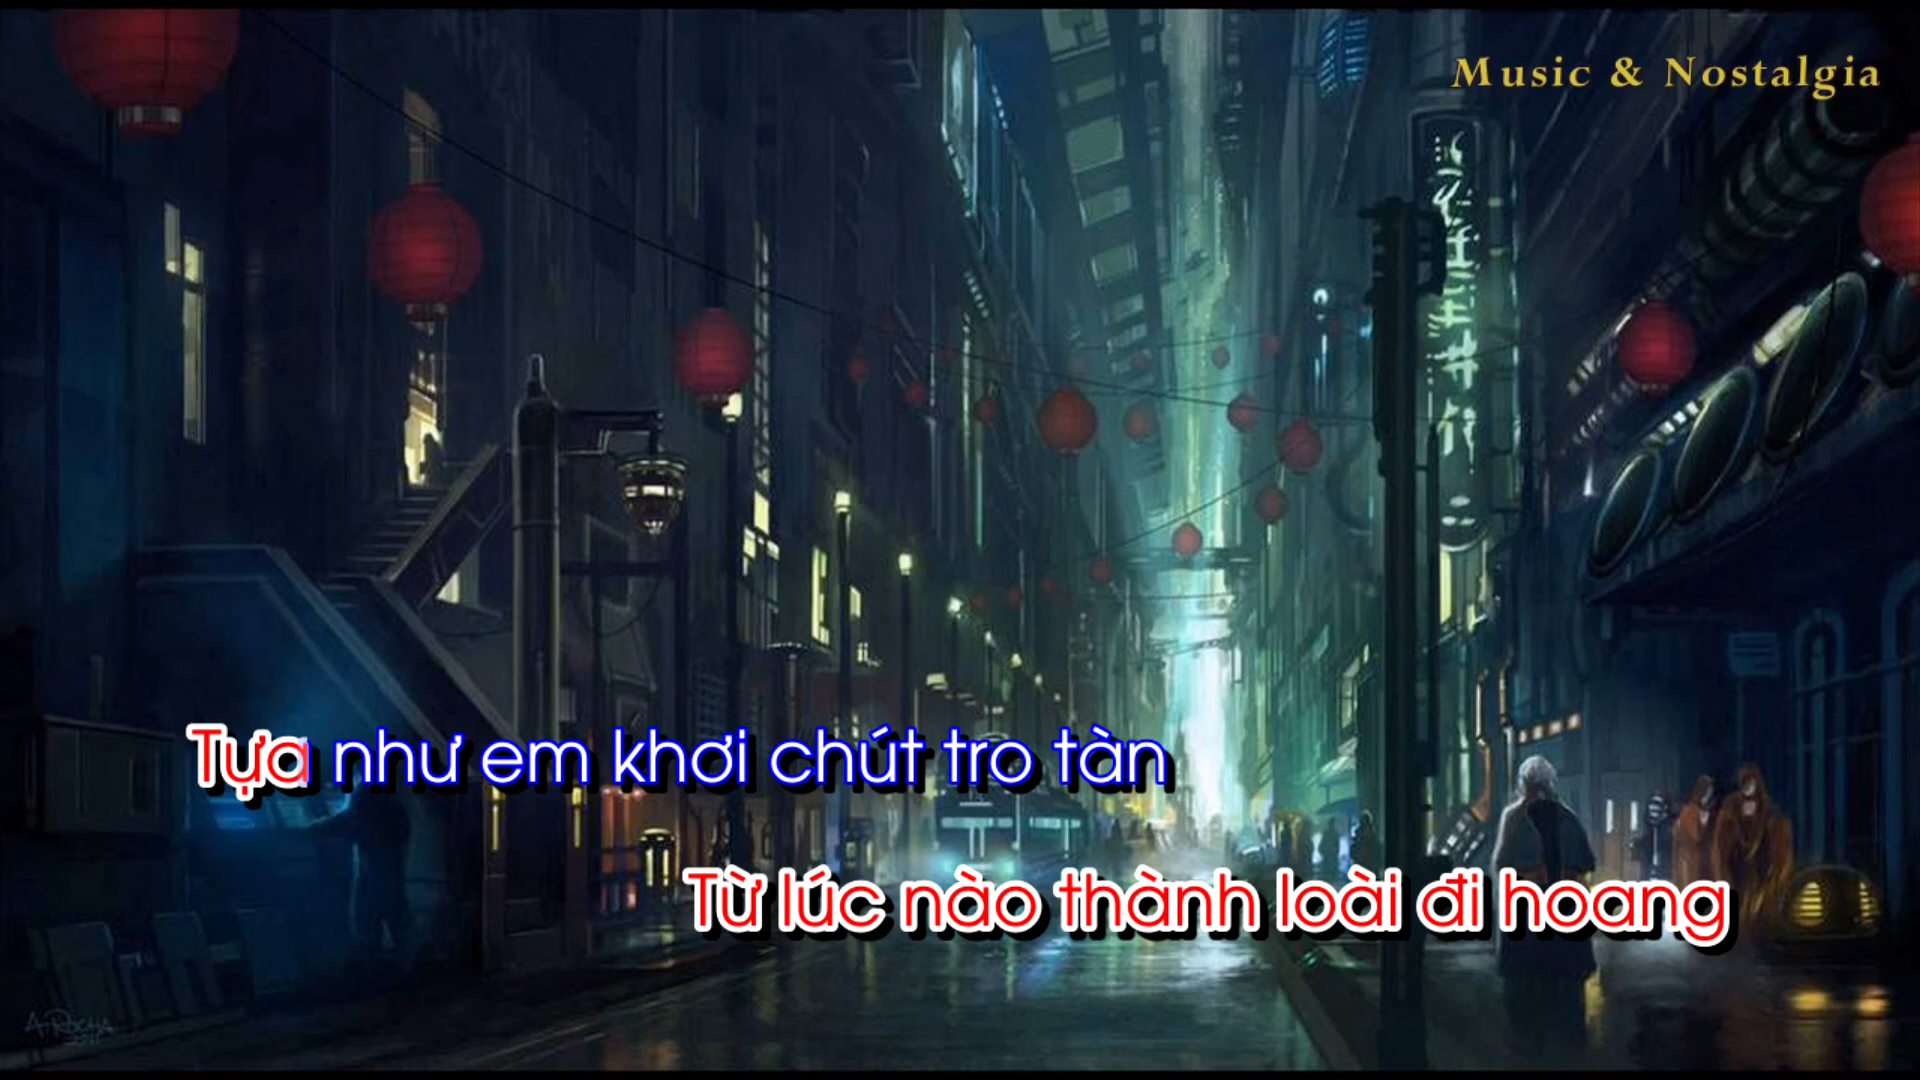 Music & Nostalgia
Tựa như em khơi chút tro tàn
Từ lúc nào thành loài đi hoang